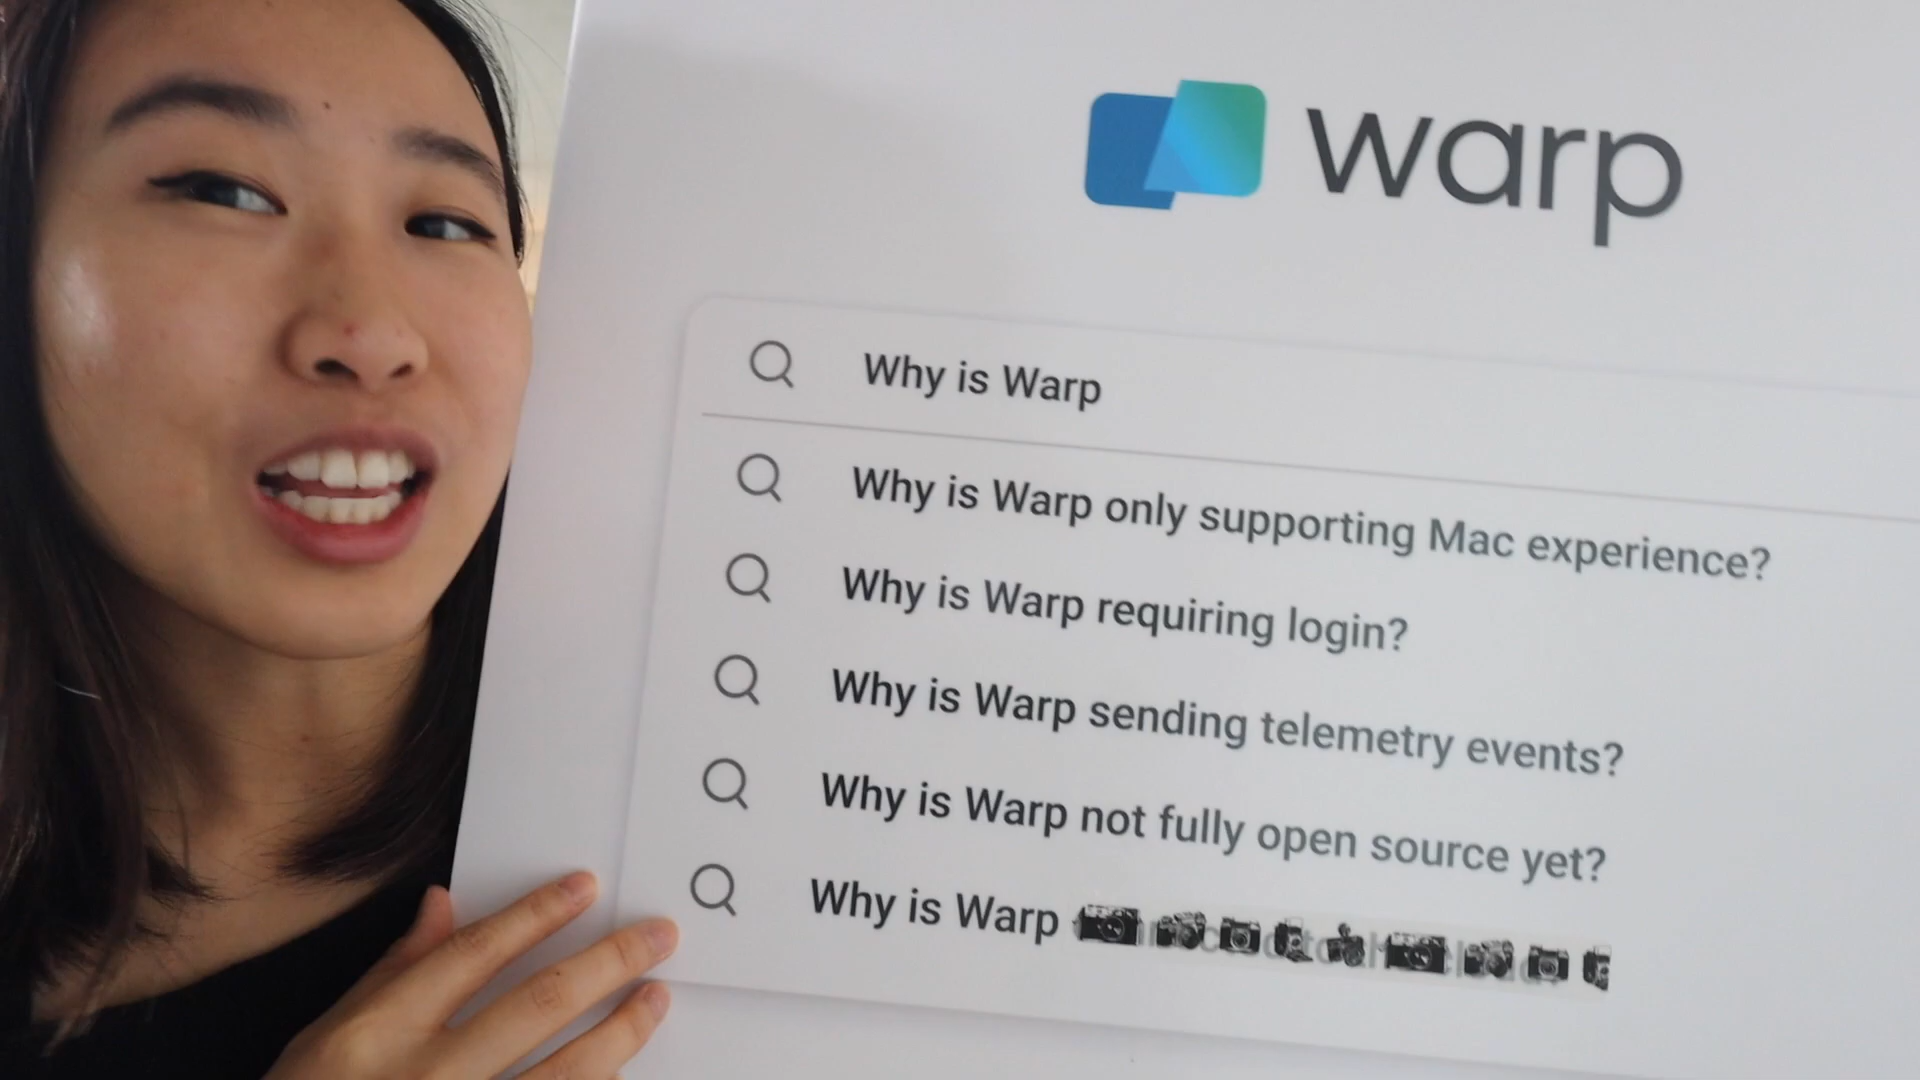 warp
Why is Warp
Why is Warp only supporting Mac experience?
Why is Warp requiring login?
Why is Warp sending telemetry events?
Why is Warp not fully open source yet?
Why is Warp